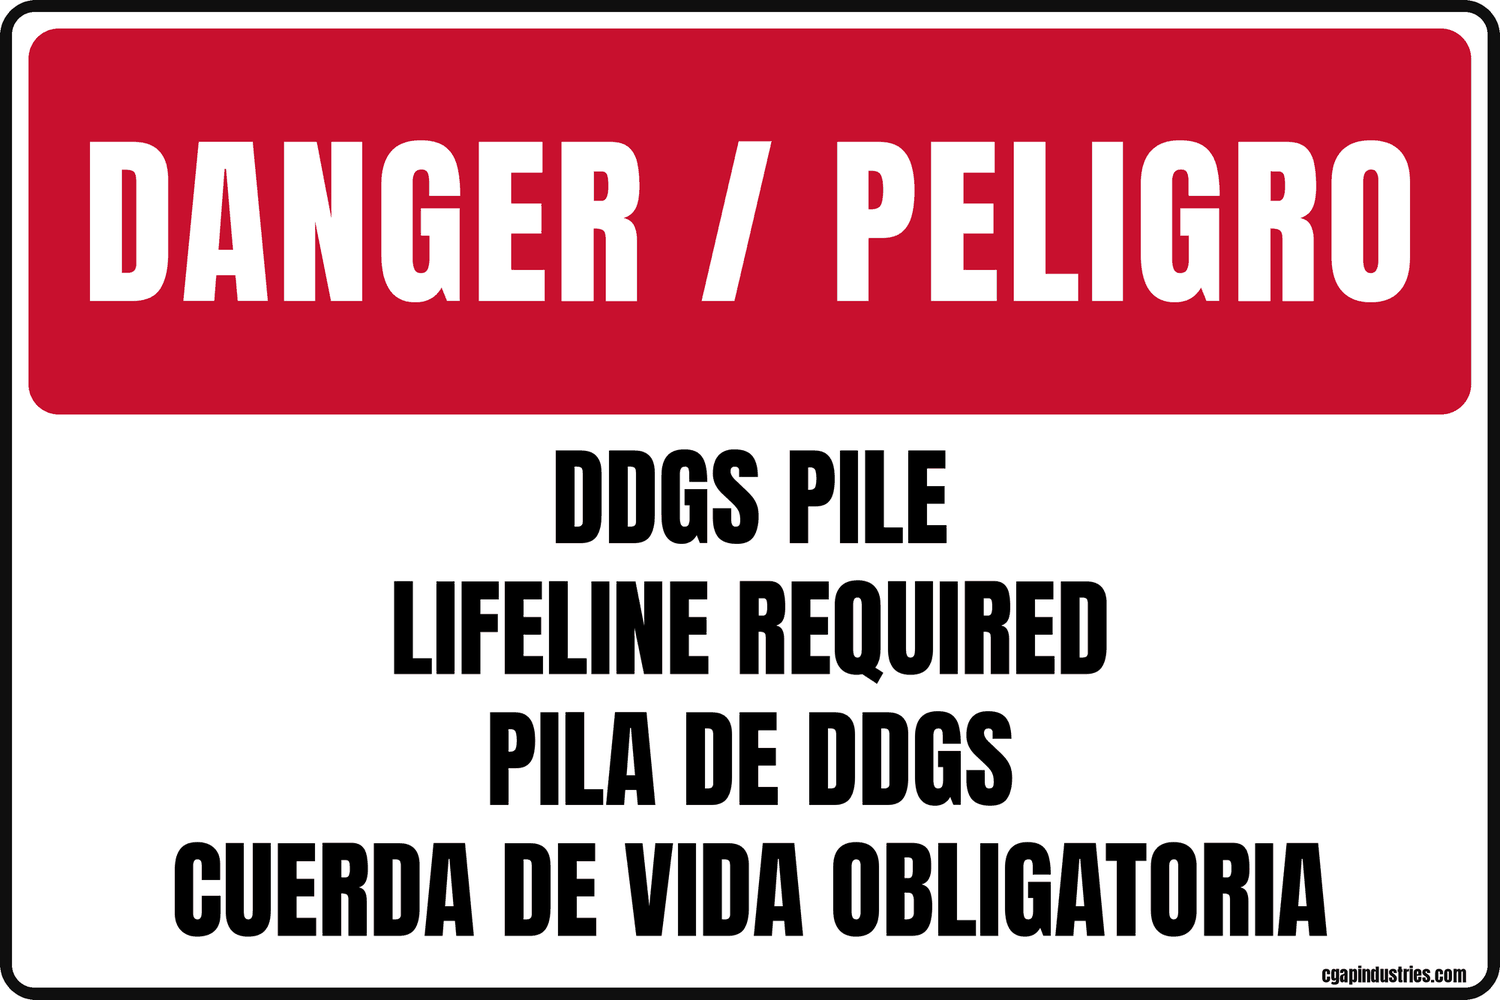 DANGER / PELIGRO
DDGS PILE
LIFELINE REQUIRED
PILA DE DDGS
CUERDA DE VIDA OBLIGATORIA
cgapindustries.com